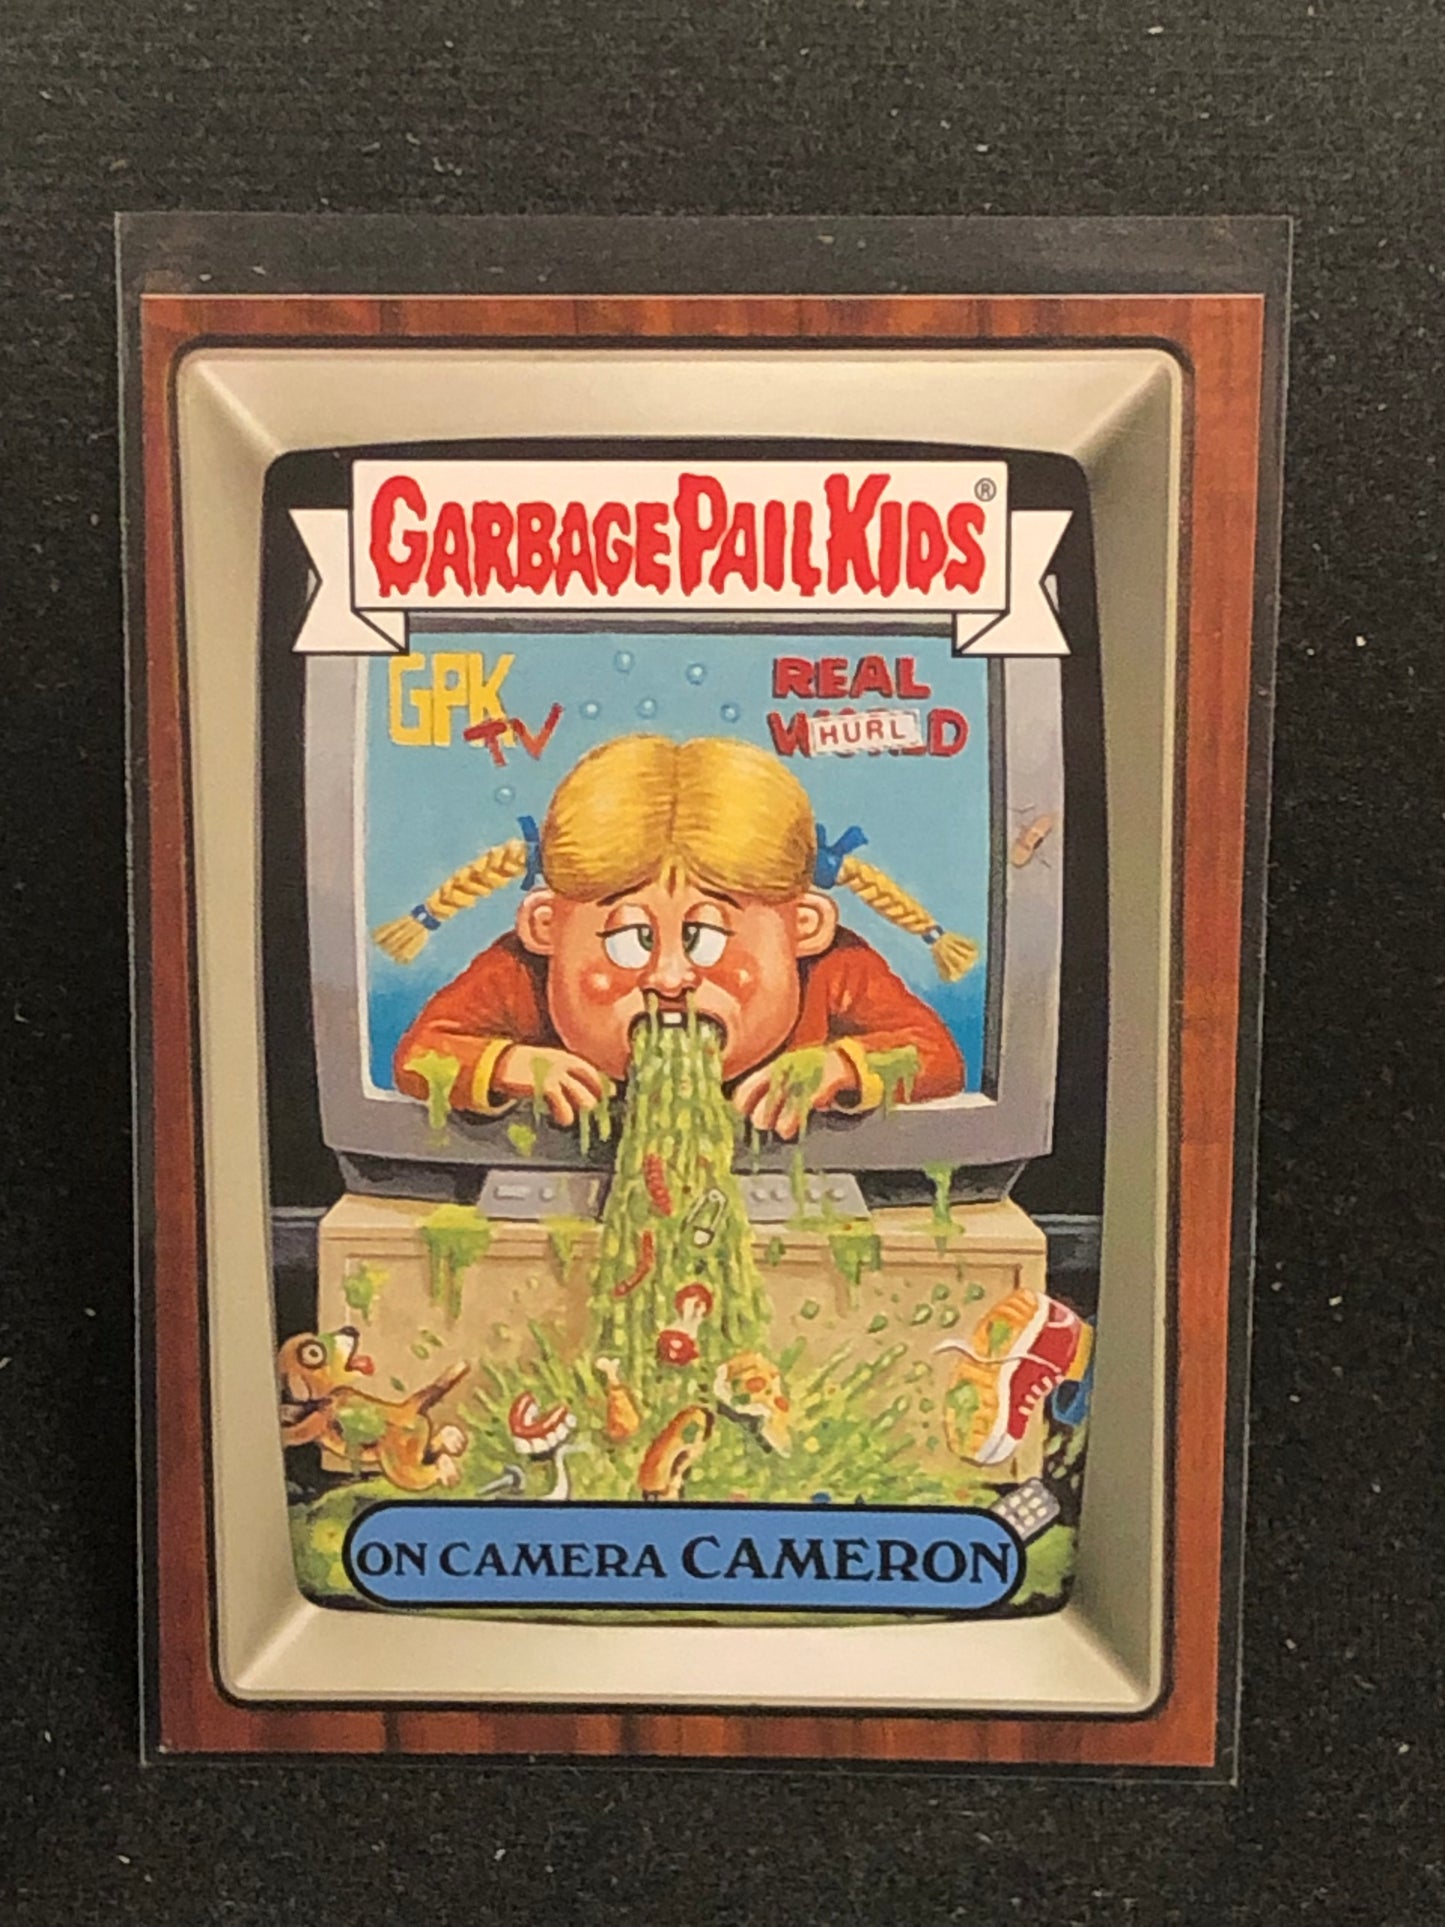 GARBAGE PAIL KIDS ®
GPK
TV
REAL
W HURL D
ON CAMERA CAMERON